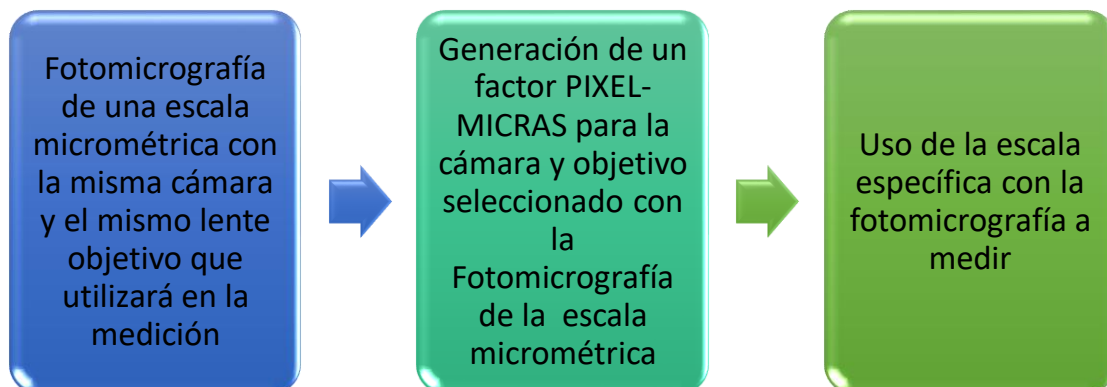 Fotomicrografía
de una escala
micrométrica con
la misma cámara
y el mismo lente
objetivo que
utilizará en la
medición
Generación de un
factor PIXEL-
MICRAS para la
cámara y objetivo
seleccionado con
la
Fotomicrografía
de la escala
micrométrica
Uso de la escala
específica con la
fotomicrografía a
medir